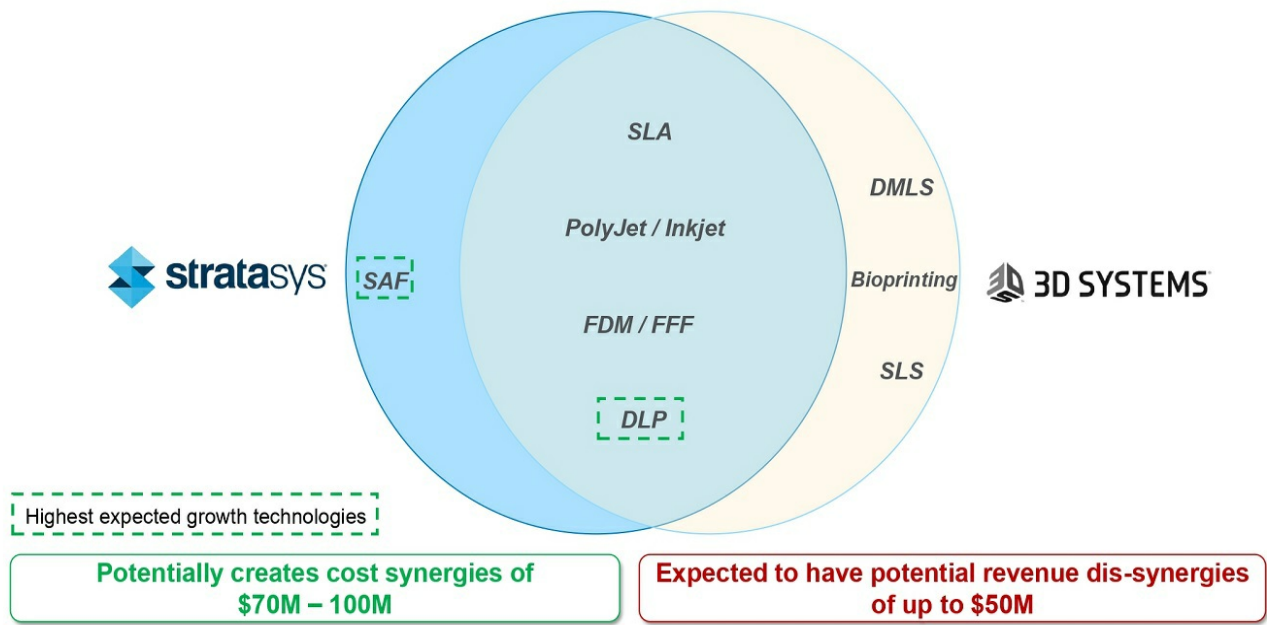 SLA
DMLS
PolyJet / Inkjet
stratasys
SAF
Bioprinting
3D SYSTEMS
FDM / FFF
SLS
DLP
Highest expected growth technologies
Potentially creates cost synergies of
$70M – 100M
Expected to have potential revenue dis-synergies
of up to $50M